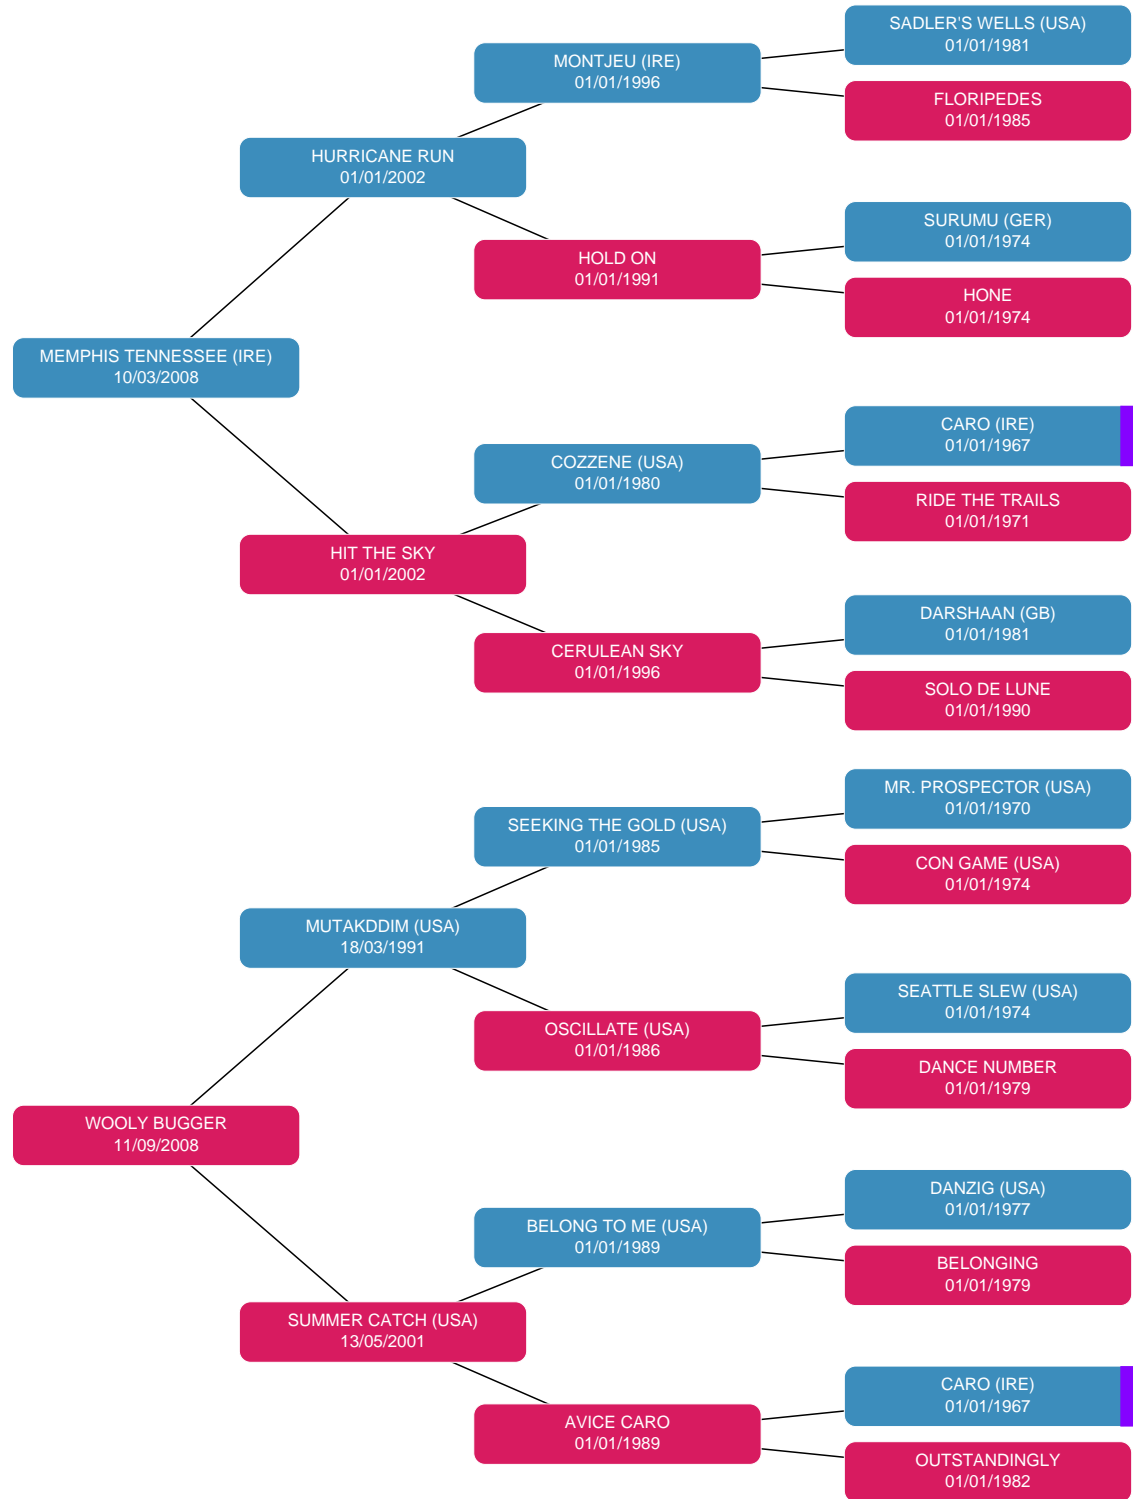 SADLER'S WELLS (USA)
01/01/1981
MONTJEU (IRE)
01/01/1996
FLORIPEDES
01/01/1985
HURRICANE RUN
01/01/2002
SURUMU (GER)
01/01/1974
HOLD ON
01/01/1991
HONE
01/01/1974
MEMPHIS TENNESSEE (IRE)
10/03/2008
CARO (IRE)
01/01/1967
COZZENE (USA)
01/01/1980
RIDE THE TRAILS
01/01/1971
HIT THE SKY
01/01/2002
DARSHAAN (GB)
01/01/1981
CERULEAN SKY
01/01/1996
SOLO DE LUNE
01/01/1990
MR. PROSPECTOR (USA)
01/01/1970
SEEKING THE GOLD (USA)
01/01/1985
CON GAME (USA)
01/01/1974
MUTAKDDIM (USA)
18/03/1991
SEATTLE SLEW (USA)
01/01/1974
OSCILLATE (USA)
01/01/1986
DANCE NUMBER
01/01/1979
WOOLY BUGGER
11/09/2008
DANZIG (USA)
01/01/1977
BELONG TO ME (USA)
01/01/1989
BELONGING
01/01/1979
SUMMER CATCH (USA)
13/05/2001
CARO (IRE)
01/01/1967
AVICE CARO
01/01/1989
OUTSTANDINGLY
01/01/1982